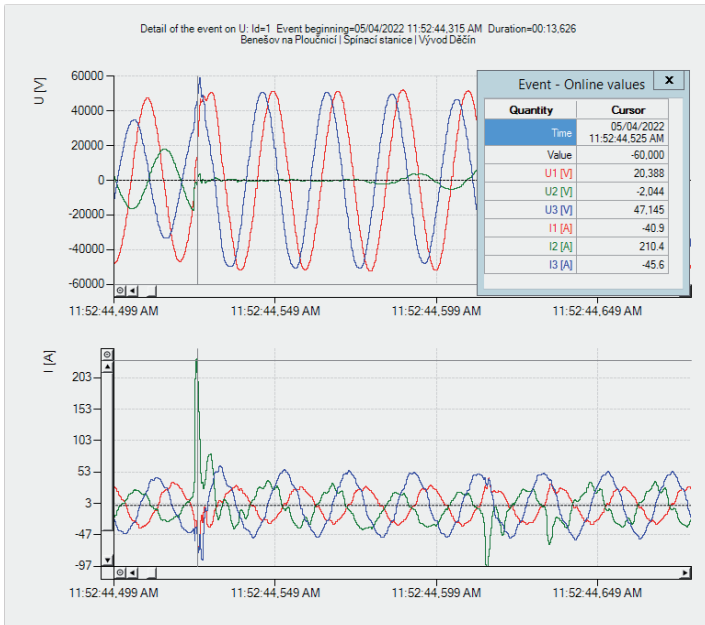 Detail of the event on U: Id=1 Event beginning=05/04/2022 11:52:44,315 AM Duration=00:13,626
Benešov na Ploučnicí | Spínací stanice | Vývod Děčín
U [V]
60000
40000
20000
0
-20000
-40000
-60000
11:52:44,499 AM 11:52:44,549 AM 11:52:44,599 AM 11:52:44,649 AM
Event - Online values x
Quantity Cursor
Time 05/04/2022
11:52:44,525 AM
Value -60,000
U1 [V] 20,388
U2 [V] -2,044
U3 [V] 47,145
I1 [A] -40.9
I2 [A] 210.4
I3 [A] -45.6
I [A]
203
153
103
53
3
-47
-97
11:52:44,499 AM 11:52:44,549 AM 11:52:44,599 AM 11:52:44,649 AM